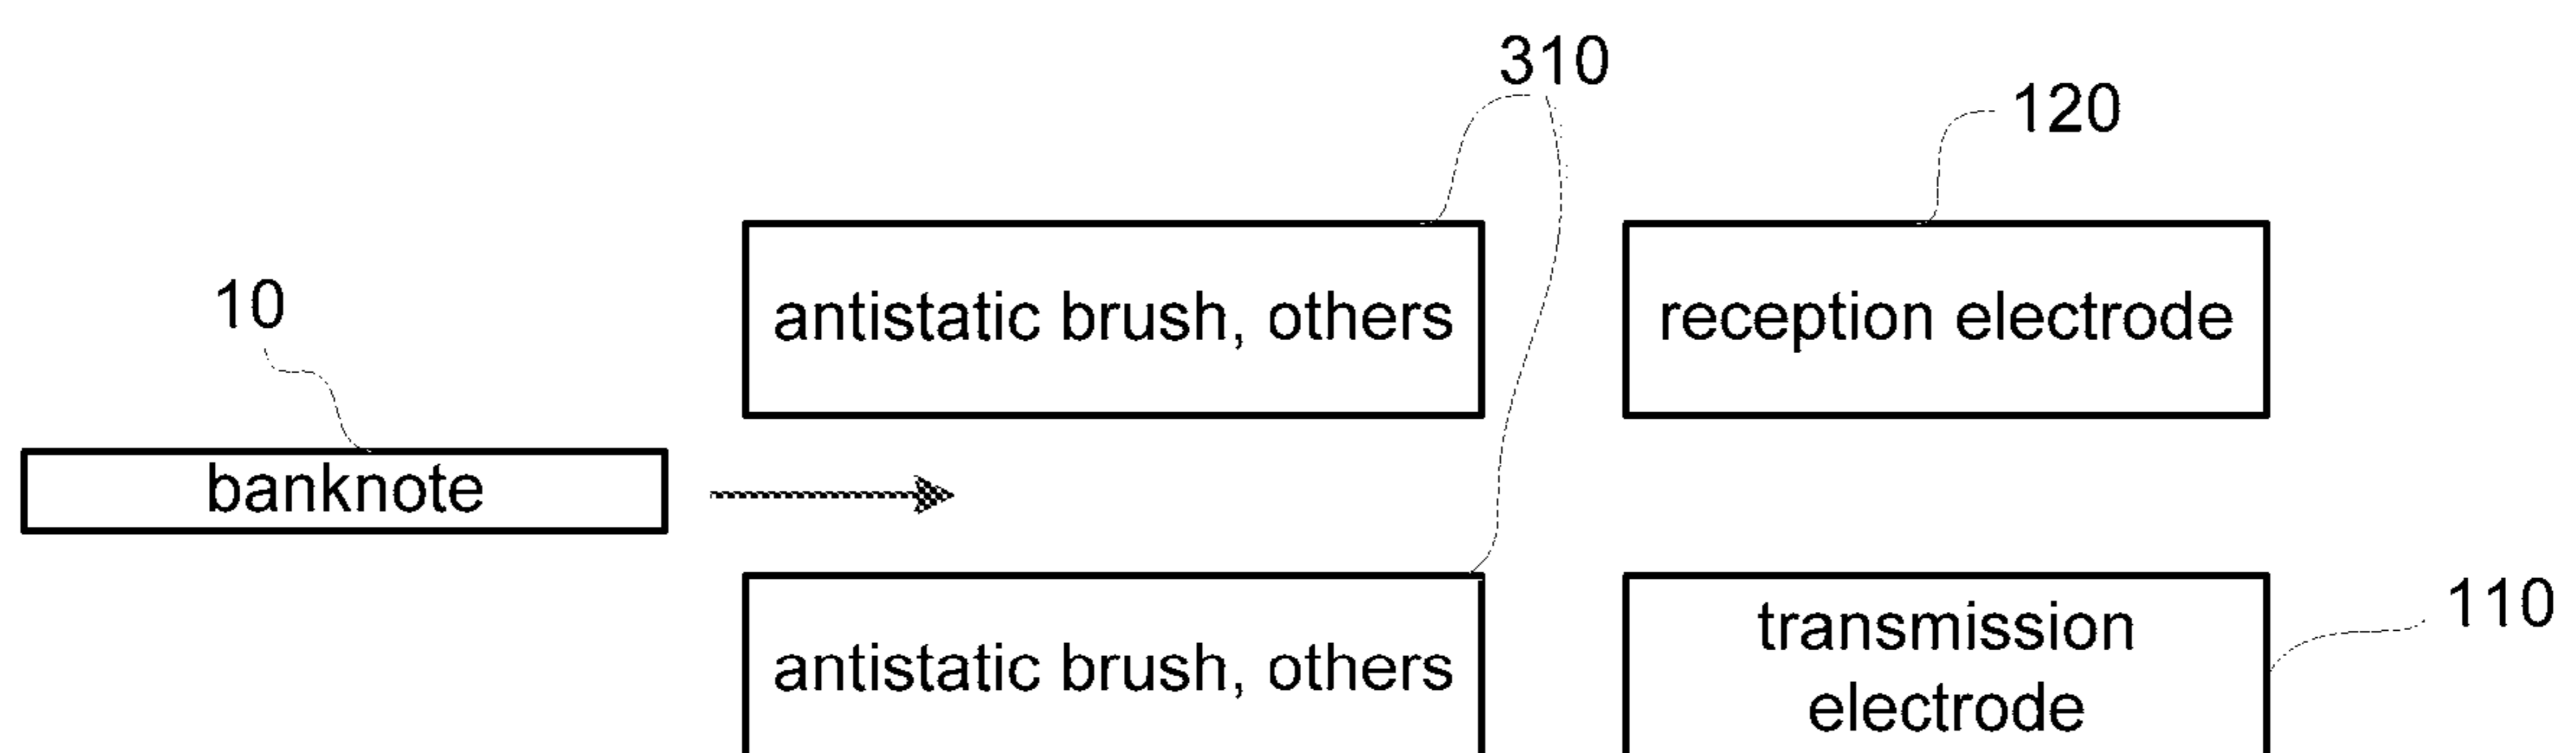 310
120
10
antistatic brush, others
reception electrode
banknote
110
antistatic brush, others
transmission
electrode